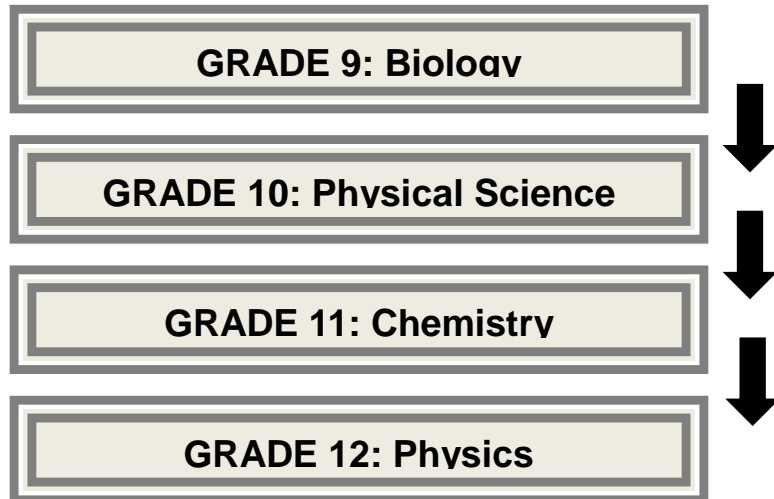 GRADE 9: Biology
GRADE 10: Physical Science
GRADE 11: Chemistry
GRADE 12: Physics